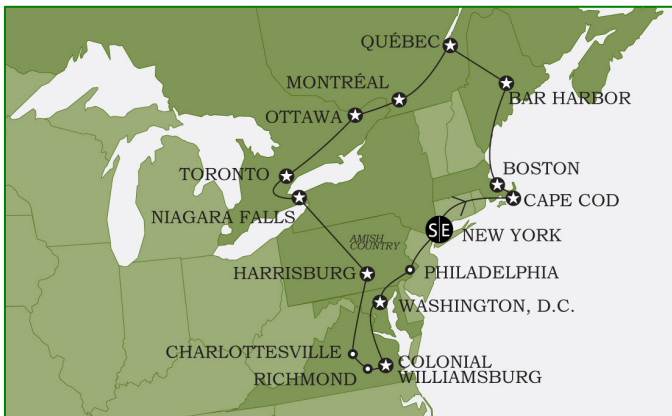 QUÉBEC
MONTRÉAL
BAR HARBOR
OTTAWA
BOSTON
TORONTO
CAPE COD
NIAGARA FALLS
SE
NEW YORK
AMISH
COUNTRY
HARRISBURG
PHILADELPHIA
WASHINGTON, D.C.
CHARLOTTESVILLE
COLONIAL
WILLIAMSBURG
RICHMOND